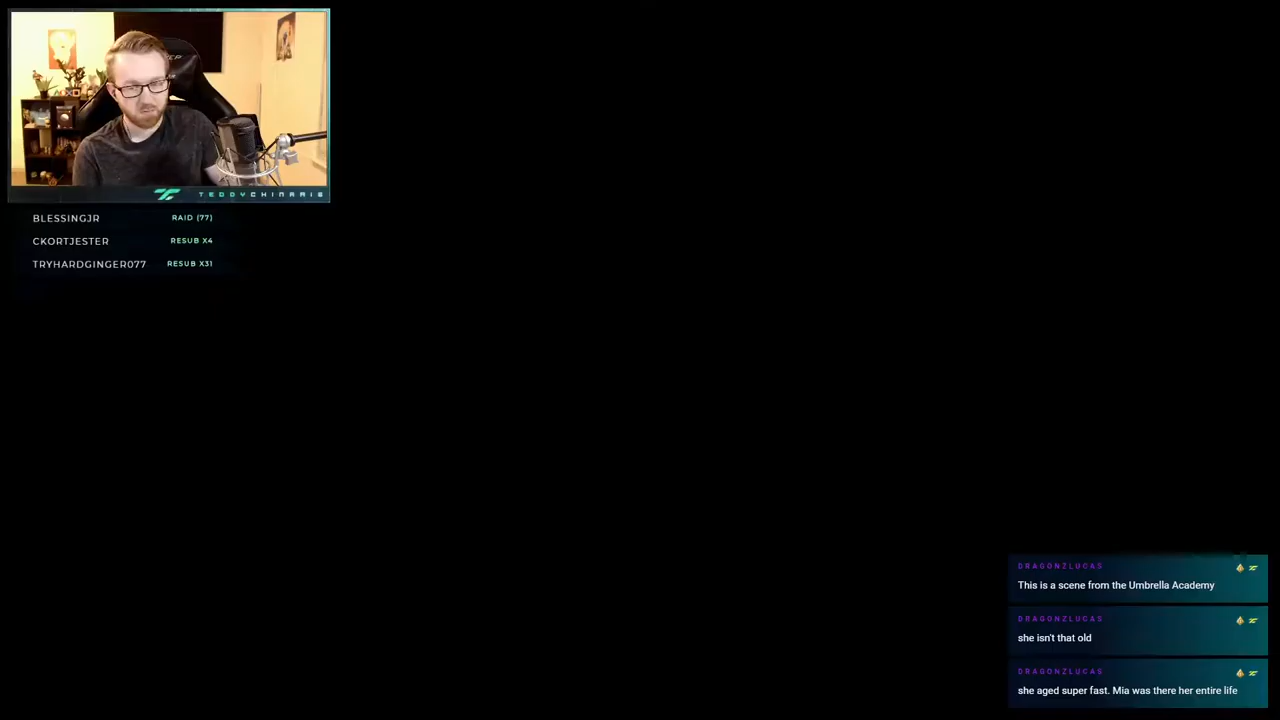 TEDDYCHINARIS
BLESSINGJR RAID (77)
CKORTJESTER RESUB X4
TRYHARDGINGER077 RESUB X31
DRAGONZLUCAS
This is a scene from the Umbrella Academy
DRAGONZLUCAS
she isn't that old
DRAGONZLUCAS
she aged super fast. Mia was there her entire life